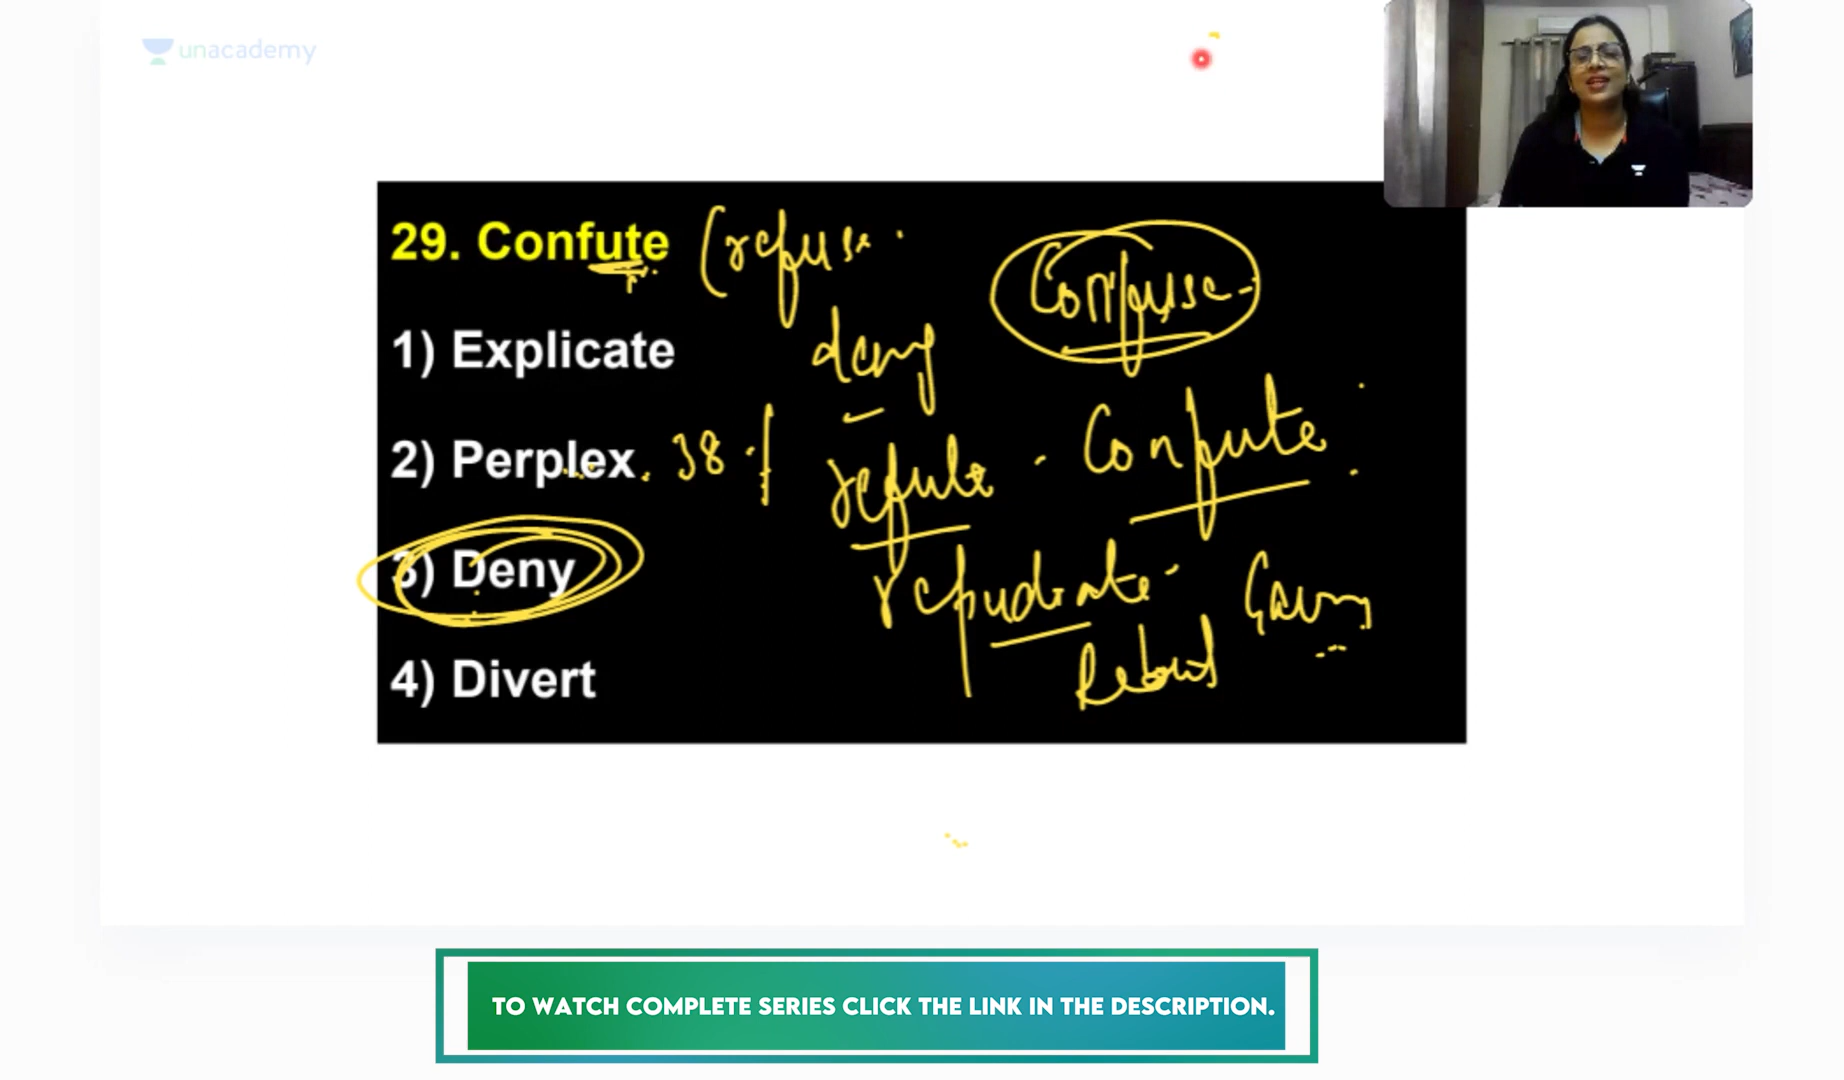 unacademy
29. Confute (refuse.
Confuse -
1) Explicate
deny
2) Perplex. 38 %
refute - Confute
3) Deny
repudiate -
Rebut
4) Divert
TO WATCH COMPLETE SERIES CLICK THE LINK IN THE DESCRIPTION.